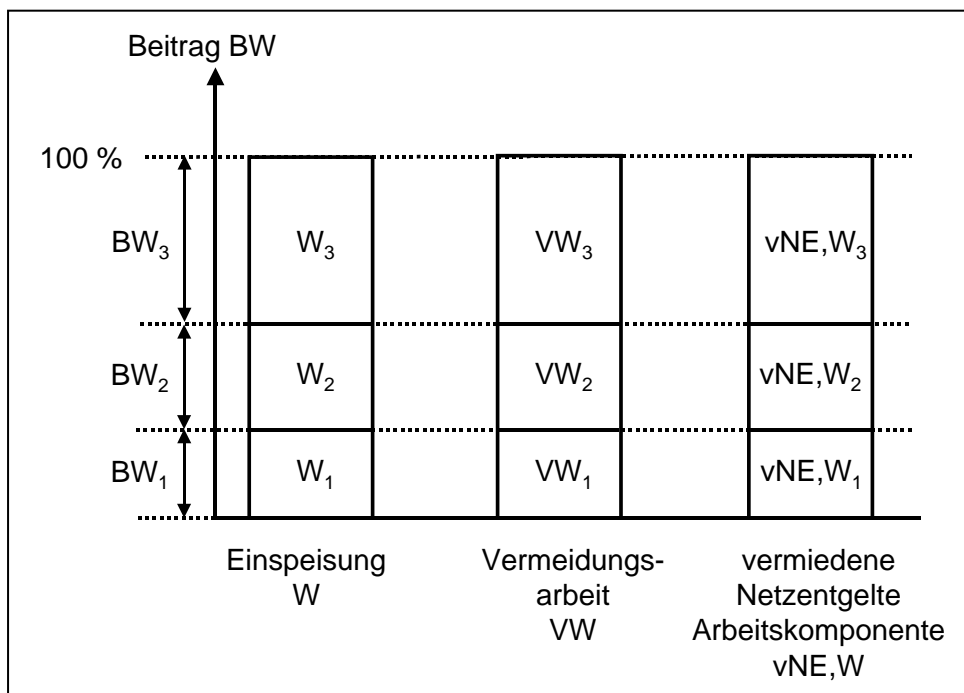 Beitrag BW
100 %
BW3 W3 VW3 vNE,W3
BW2 W2 VW2 vNE,W2
BW1 W1 VW1 vNE,W1
Einspeisung
W
Vermeidungs-
arbeit
VW
vermiedene
Netzentgelte
Arbeitskomponente
vNE,W